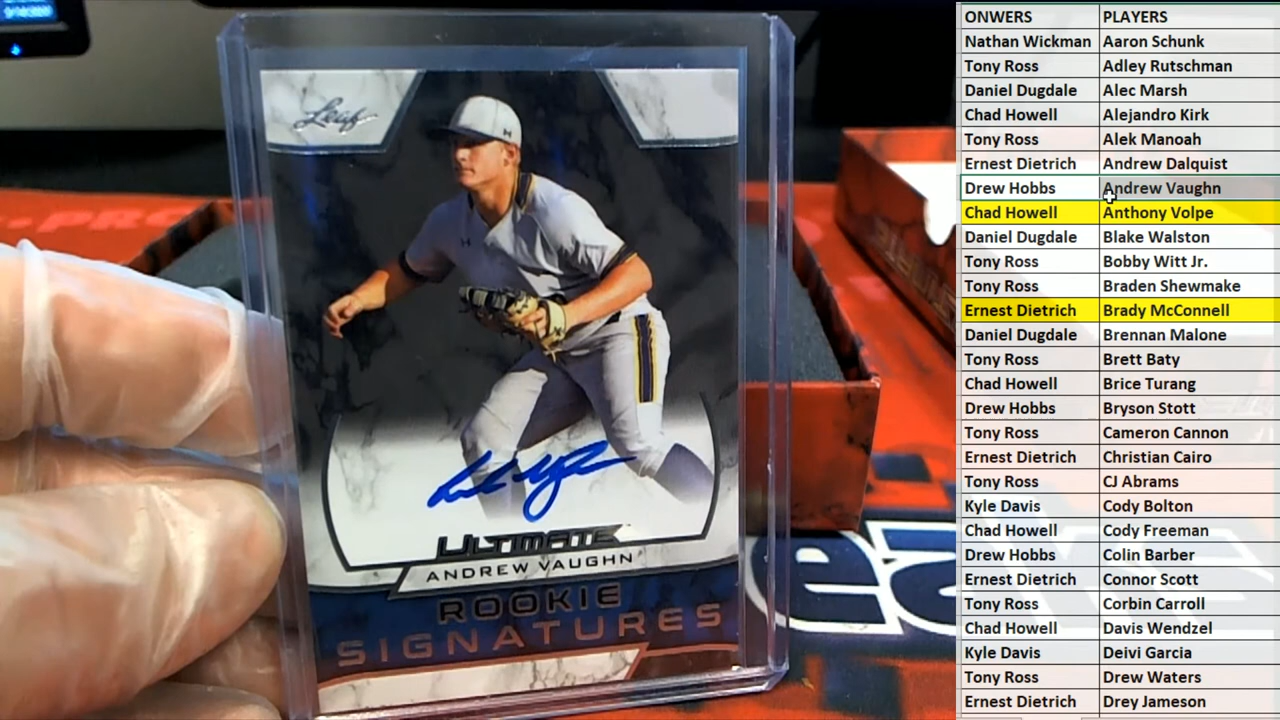 Leaf
ULTIMATE
ANDREW VAUGHN
ROOKIE
SIGNATURES
ONWERS PLAYERS
Nathan Wickman Aaron Schunk
Tony Ross Adley Rutschman
Daniel Dugdale Alec Marsh
Chad Howell Alejandro Kirk
Tony Ross Alek Manoah
Ernest Dietrich Andrew Dalquist
Drew Hobbs Andrew Vaughn
Chad Howell Anthony Volpe
Daniel Dugdale Blake Walston
Tony Ross Bobby Witt Jr.
Tony Ross Braden Shewmake
Ernest Dietrich Brady McConnell
Daniel Dugdale Brennan Malone
Tony Ross Brett Baty
Chad Howell Brice Turang
Drew Hobbs Bryson Stott
Tony Ross Cameron Cannon
Ernest Dietrich Christian Cairo
Tony Ross CJ Abrams
Kyle Davis Cody Bolton
Chad Howell Cody Freeman
Drew Hobbs Colin Barber
Ernest Dietrich Connor Scott
Tony Ross Corbin Carroll
Chad Howell Davis Wendzel
Kyle Davis Deivi Garcia
Tony Ross Drew Waters
Ernest Dietrich Drey Jameson